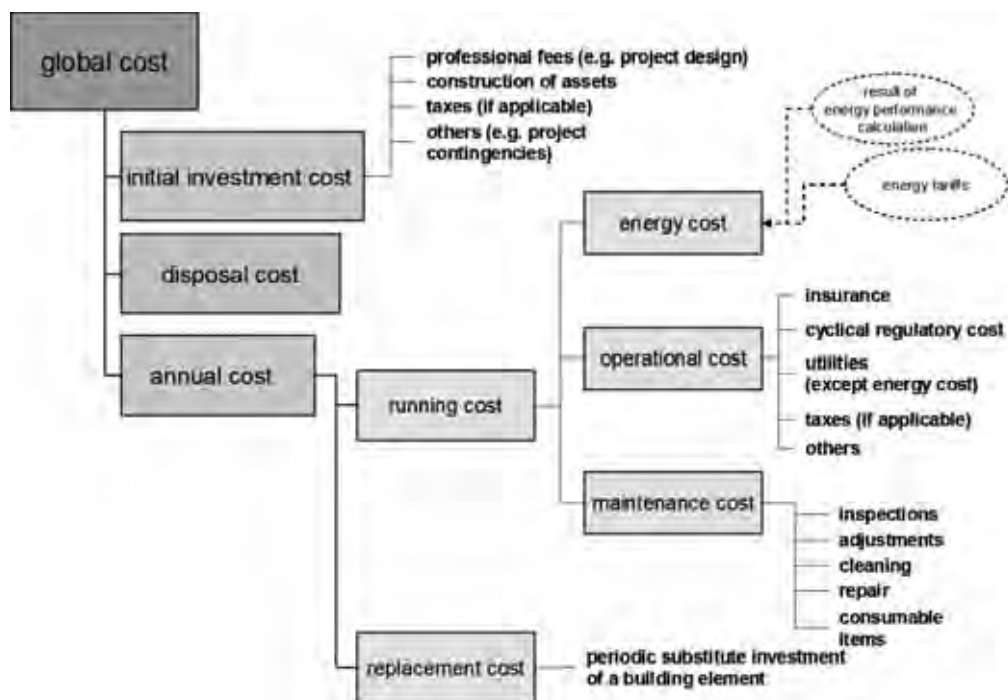 global cost
professional fees (e.g. project design)
construction of assets
taxes (if applicable)
others (e.g. project
contingencies)
initial investment cost
result of
energy performance
calculation
energy tariffs
energy cost
disposal cost
insurance
cyclical regulatory cost
operational cost
utilities
(except energy cost)
taxes (if applicable)
others
annual cost
running cost
maintenance cost
inspections
adjustments
cleaning
repair
consumable
items
replacement cost
periodic substitute investment
of a building element